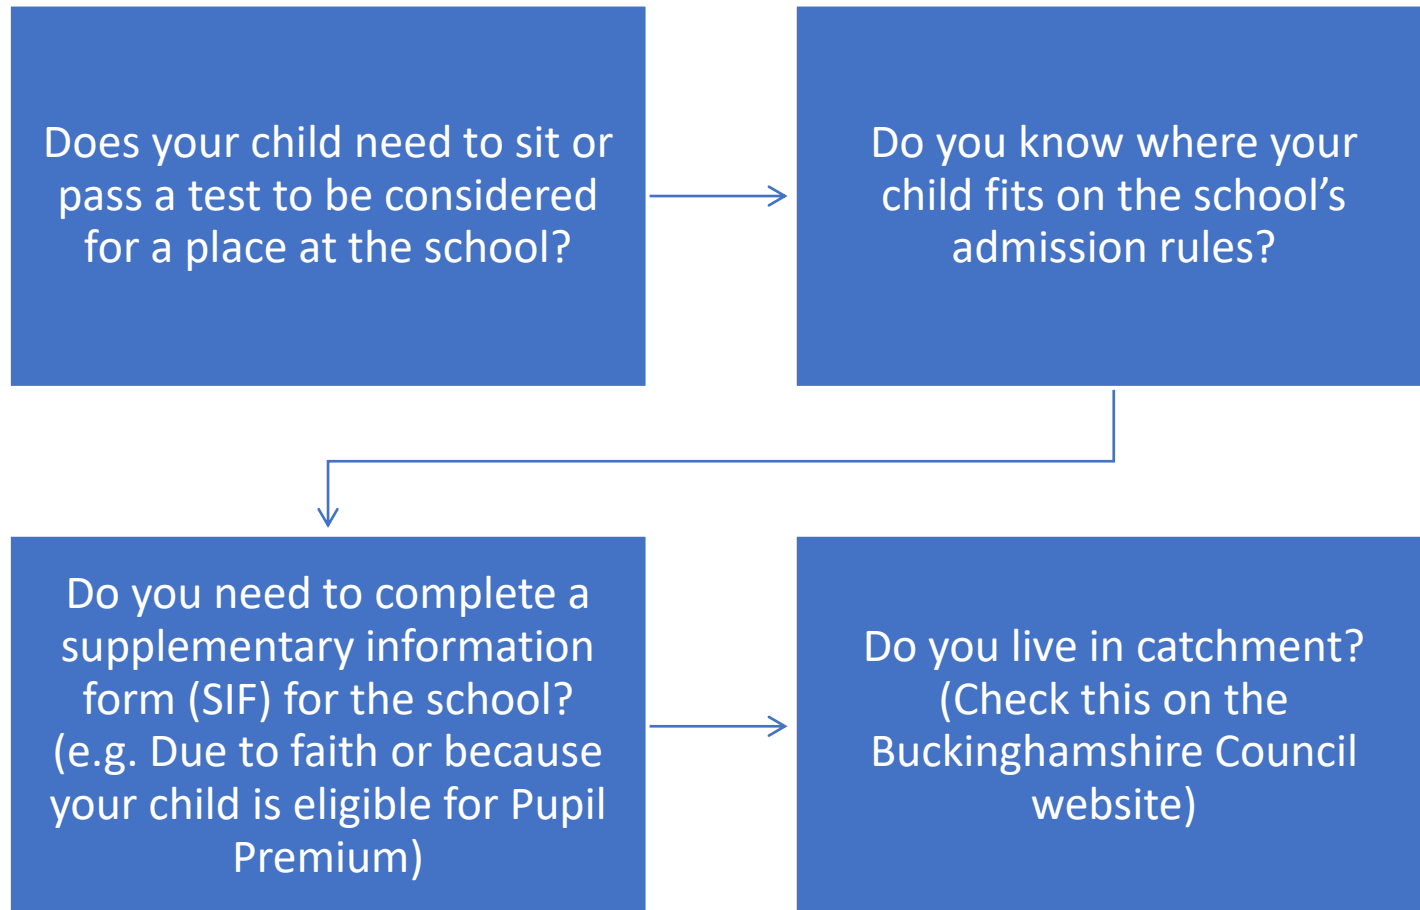 Does your child need to sit or
pass a test to be considered
for a place at the school?
Do you know where your
child fits on the school’s
admission rules?
Do you need to complete a
supplementary information
form (SIF) for the school?
(e.g. Due to faith or because
your child is eligible for Pupil
Premium)
Do you live in catchment?
(Check this on the
Buckinghamshire Council
website)